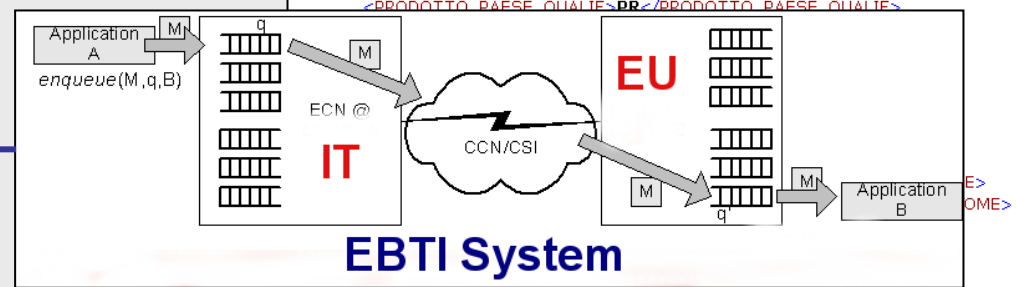 <PRODOTTO_PAESE_QUALIF>PR</PRODOTTO_PAESE_QUALIF>
Application
A
M
q
M
EU
enqueue(M,q,B)
ECN @
IT
CCN/CSI
M
M
q'
Application
B
E>
OME>
EBTI System